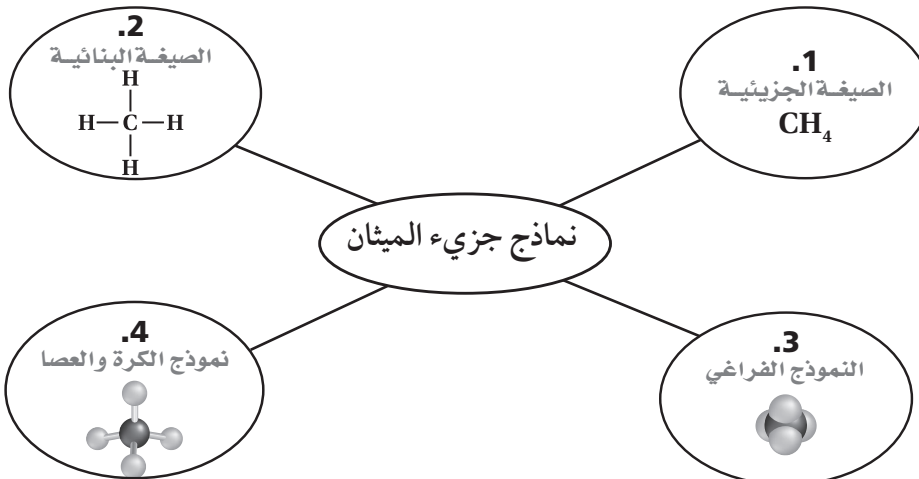 .1
الصيغة الجزيئية
CH₄
.2
الصيغة البنائية
H
H—C—H
H
نماذج جزيء الميثان
.3
النموذج الفراغي
.4
نموذج الكرة والعصا